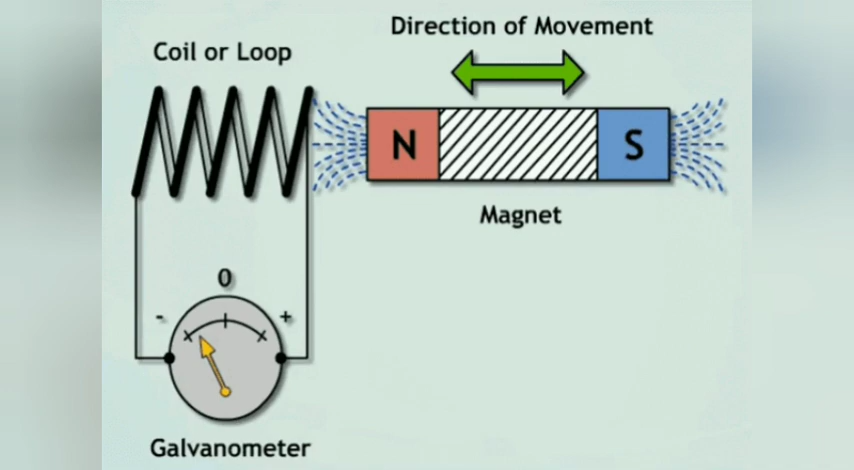 Direction of Movement
Coil or Loop
N
S
Magnet
0
- +
Galvanometer